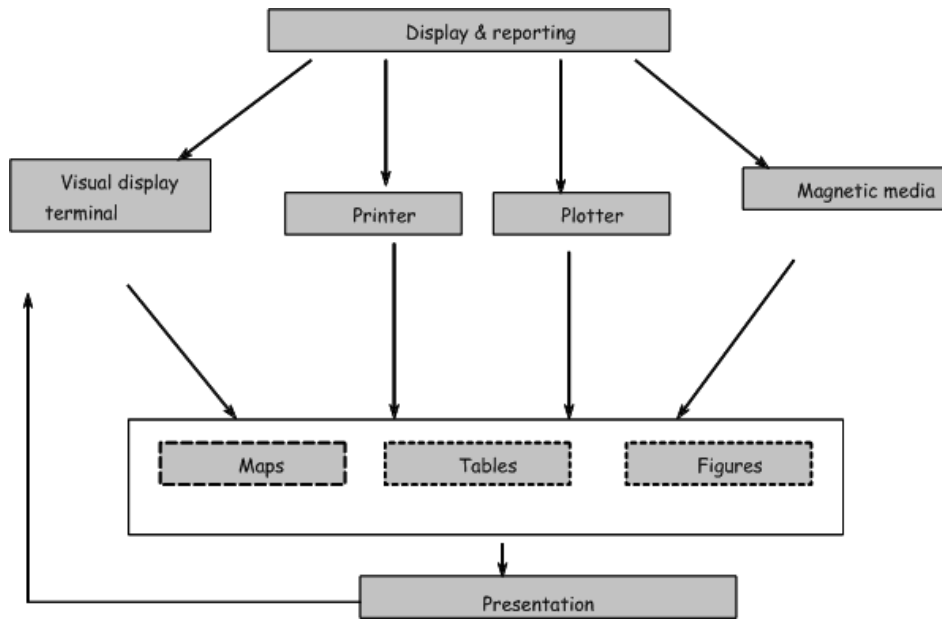 Display & reporting
Visual display
terminal
Printer
Plotter
Magnetic media
Maps
Tables
Figures
Presentation